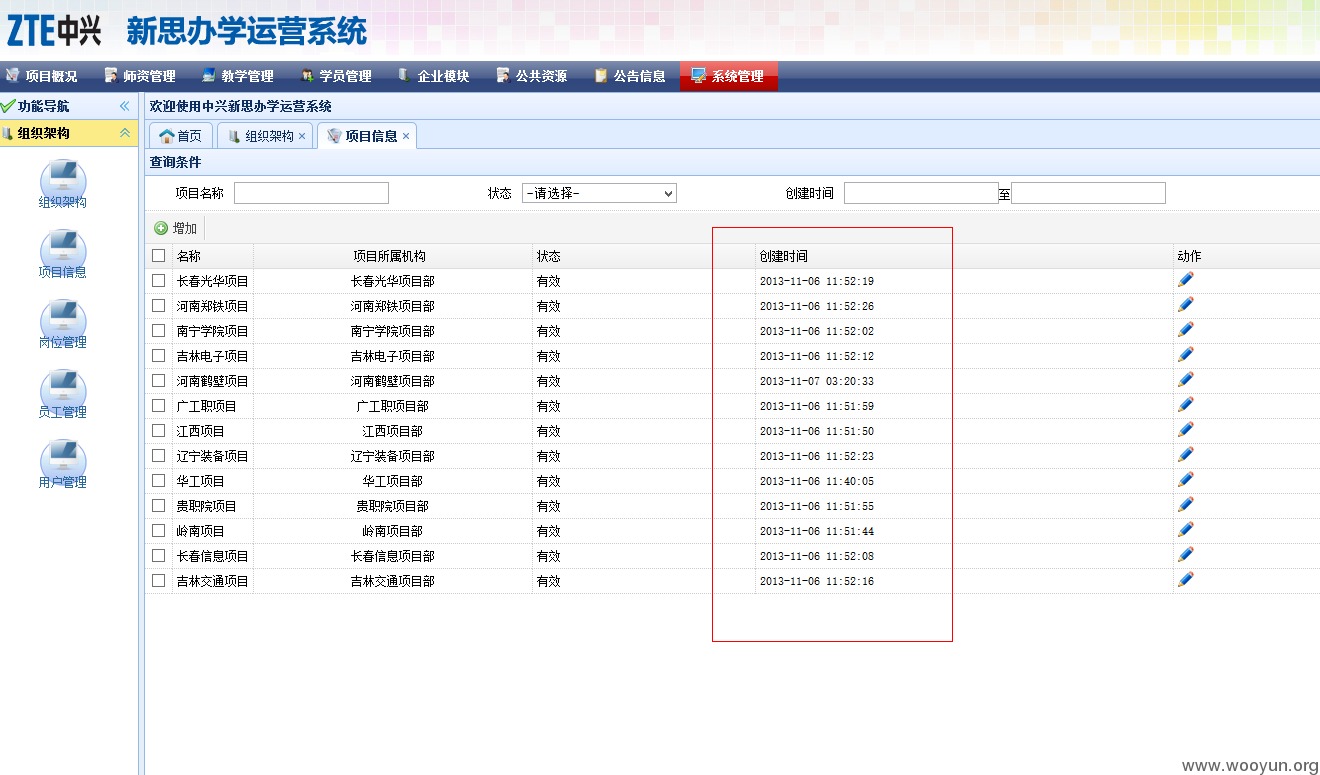 ZTE中兴 新思办学运营系统
项目概况 师资管理 教学管理 学员管理 企业模块 公共资源 公告信息 系统管理
功能导航 欢迎使用中兴新思办学运营系统
组织架构
组织架构
项目信息
岗位管理
员工管理
用户管理
首页 组织架构 项目信息
查询条件
项目名称 状态 -请选择- 创建时间 至
增加
名称 项目所属机构 状态 创建时间 动作
长春光华项目 长春光华项目部 有效 2013-11-06 11:52:19
河南郑铁项目 河南郑铁项目部 有效 2013-11-06 11:52:26
南宁学院项目 南宁学院项目部 有效 2013-11-06 11:52:02
吉林电子项目 吉林电子项目部 有效 2013-11-06 11:52:12
河南鹤壁项目 河南鹤壁项目部 有效 2013-11-07 03:20:33
广工职项目 广工职项目部 有效 2013-11-06 11:51:59
江西项目 江西项目部 有效 2013-11-06 11:51:50
辽宁装备项目 辽宁装备项目部 有效 2013-11-06 11:52:23
华工项目 华工项目部 有效 2013-11-06 11:40:05
贵职院项目 贵职院项目部 有效 2013-11-06 11:51:55
岭南项目 岭南项目部 有效 2013-11-06 11:51:44
长春信息项目 长春信息项目部 有效 2013-11-06 11:52:08
吉林交通项目 吉林交通项目部 有效 2013-11-06 11:52:16
www.wooyun.org